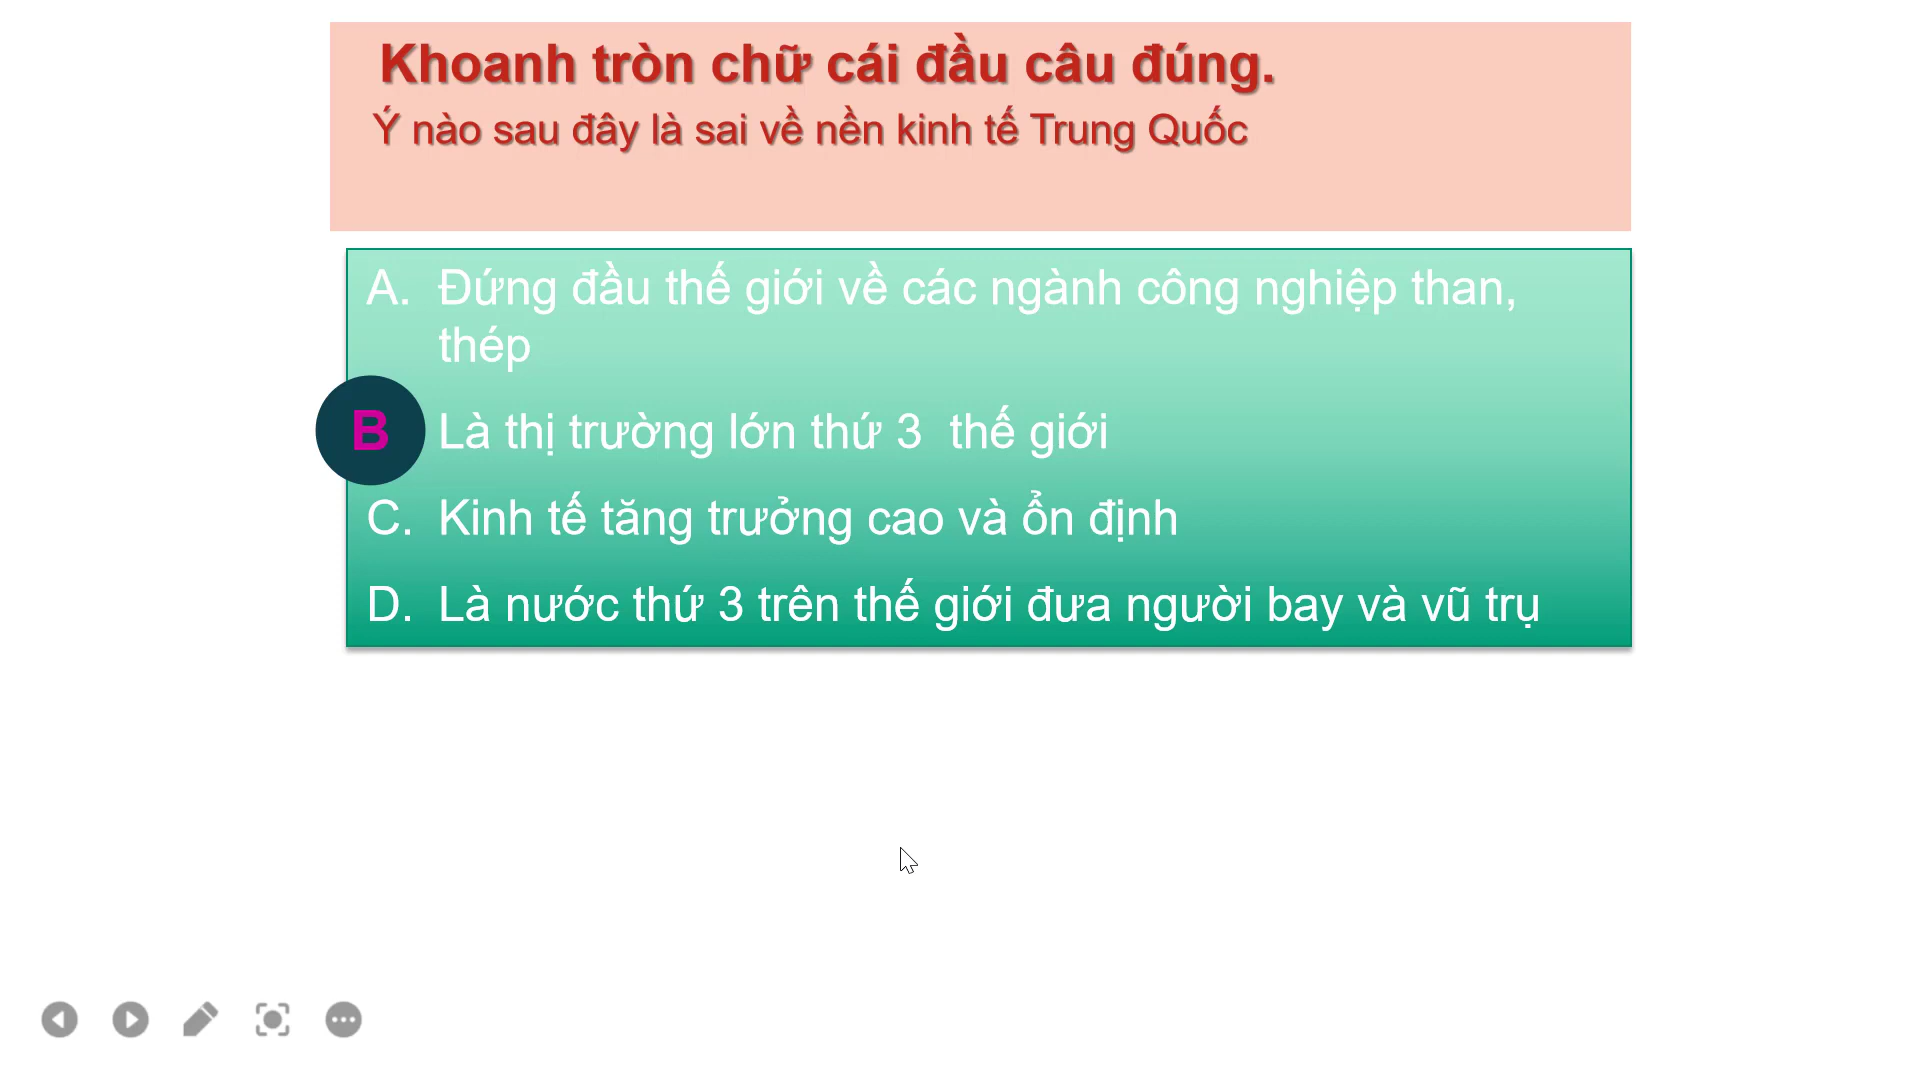 Khoanh tròn chữ cái đầu câu đúng.
Ý nào sau đây là sai về nền kinh tế Trung Quốc
A. Đứng đầu thế giới về các ngành công nghiệp than,
thép
B Là thị trường lớn thứ 3 thế giới
C. Kinh tế tăng trưởng cao và ổn định
D. Là nước thứ 3 trên thế giới đưa người bay và vũ trụ